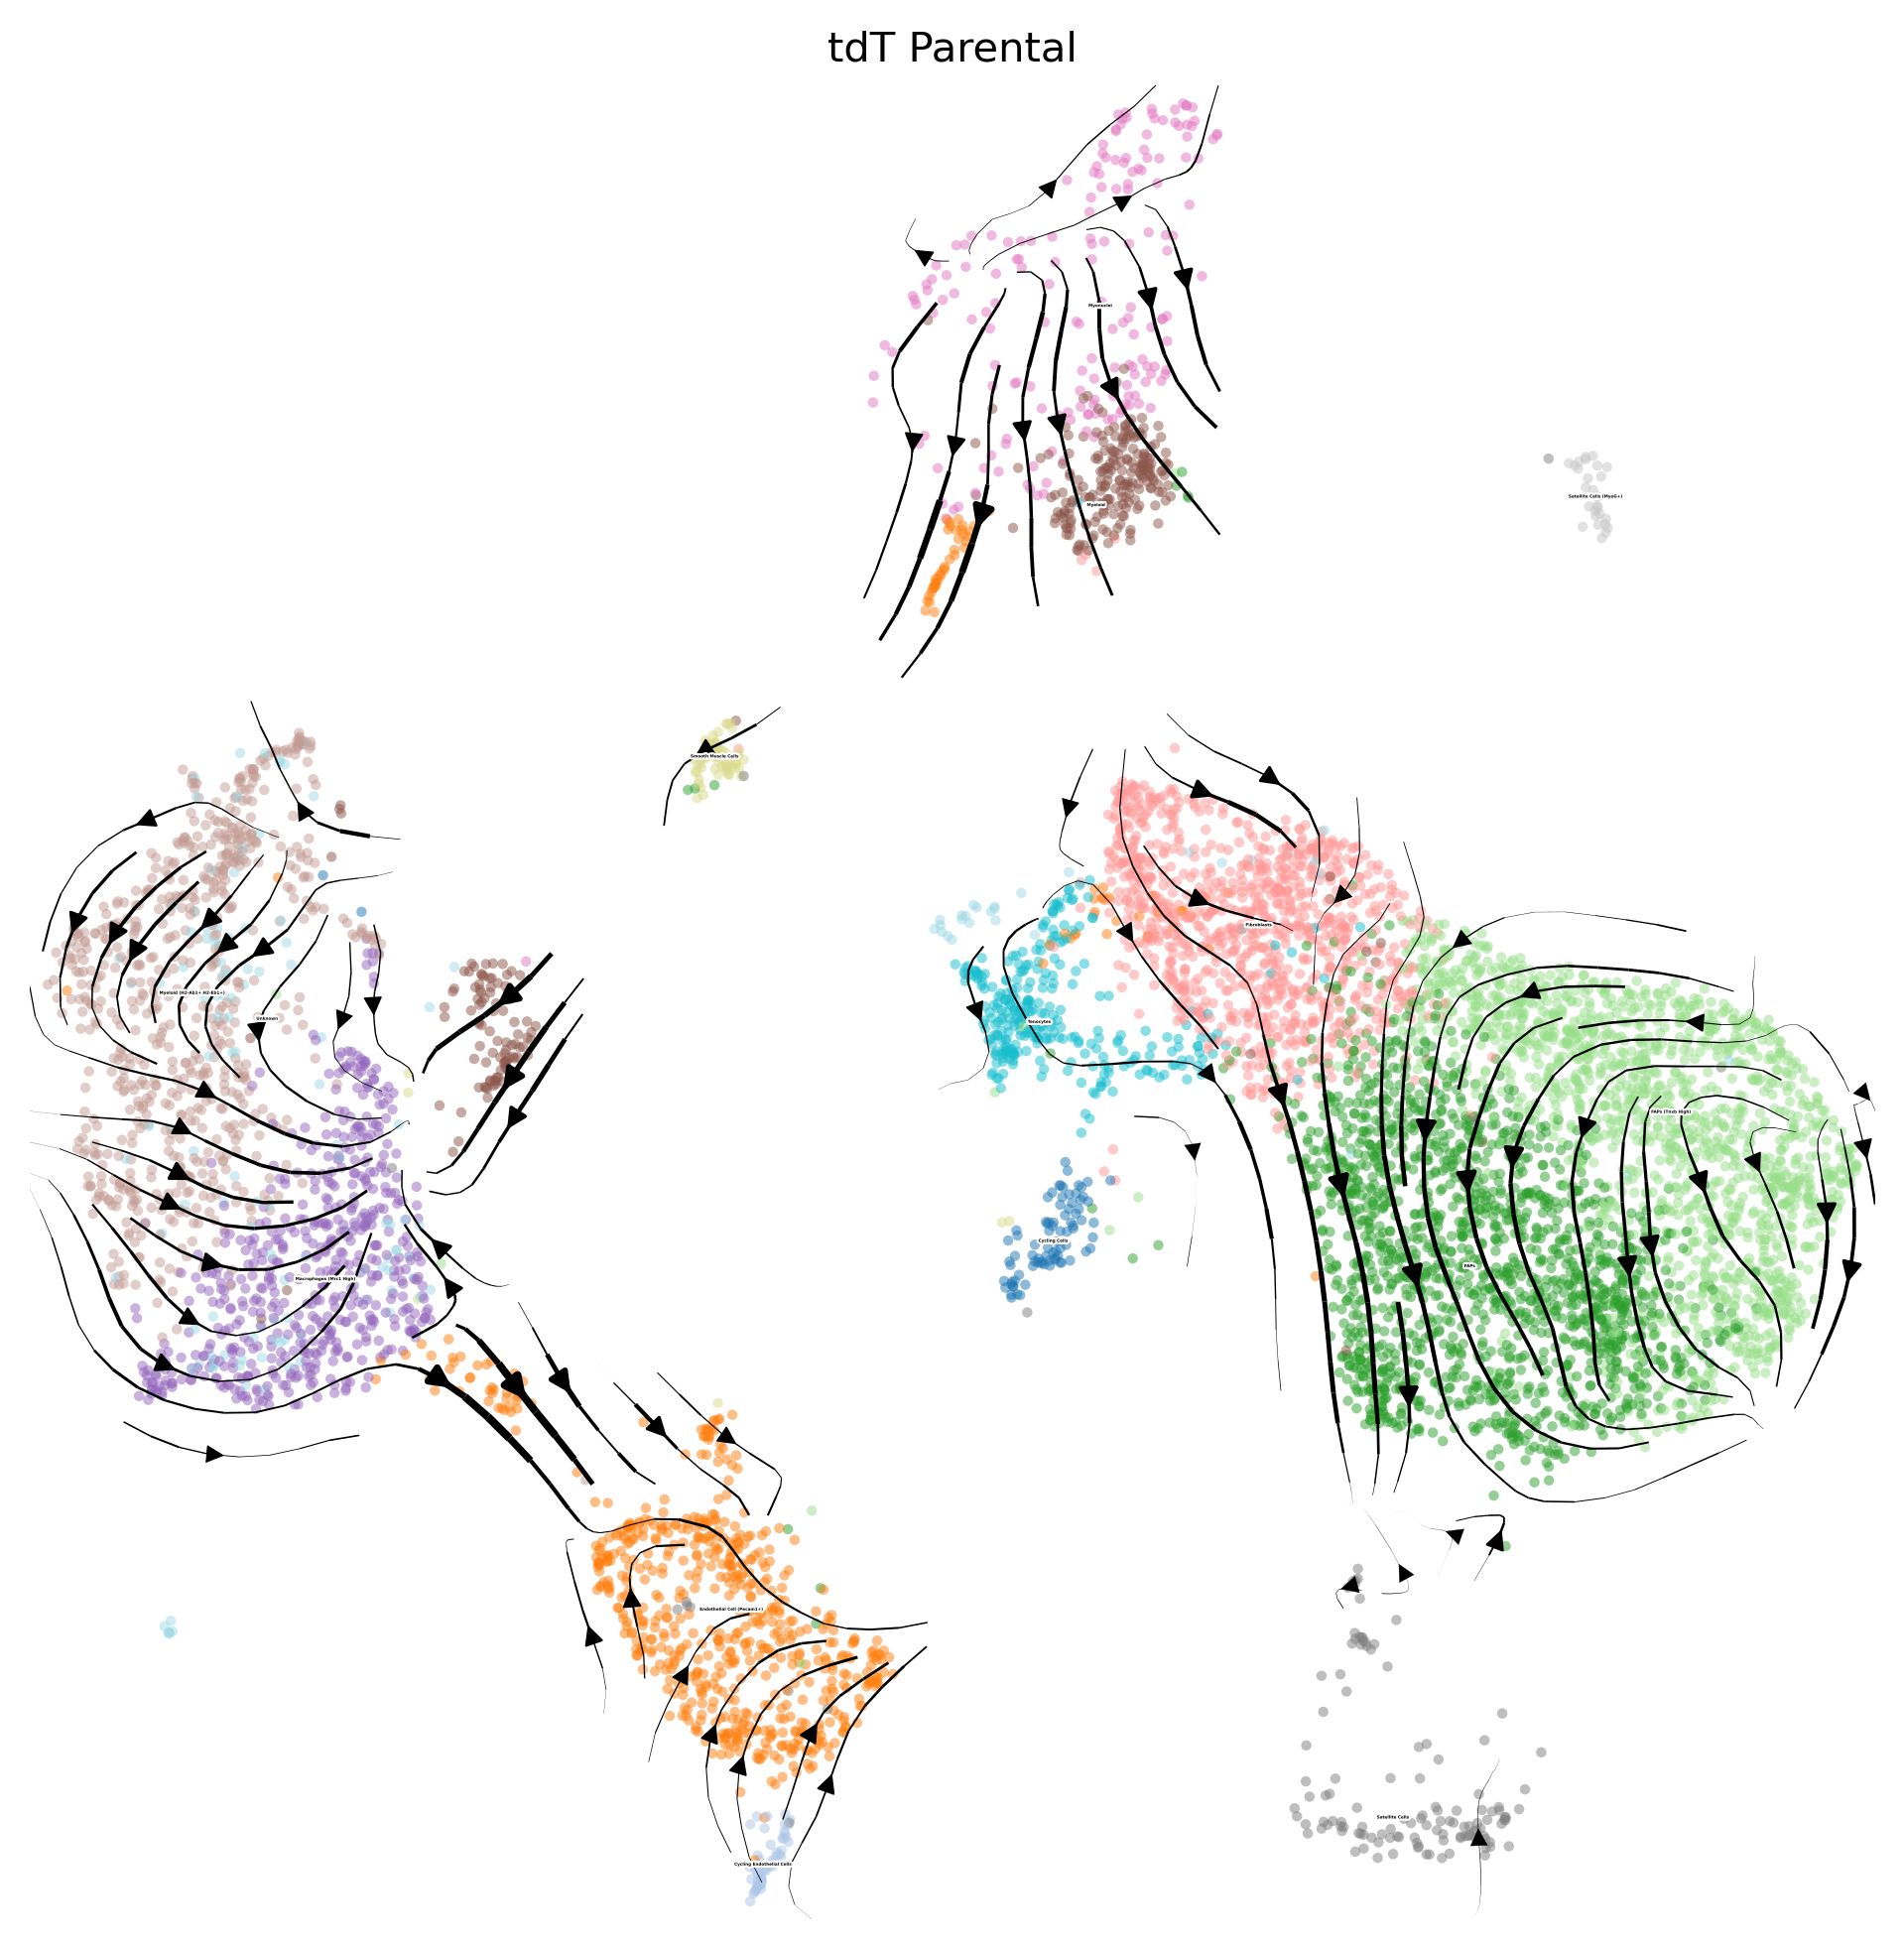 tdT Parental
Myonuclei
Satellite Cells (MyoG+)
Myeloid
Smooth Muscle Cells
Fibroblasts
Myeloid (H2-Ab1+ H2-Eb1+)
Unknown
Tenocytes
FAPs (Tnxb High)
Cycling Cells
FAPs
Macrophages (Mrc1 High)
Endothelial Cell (Pecam1+)
Satellite Cells
Cycling Endothelial Cells